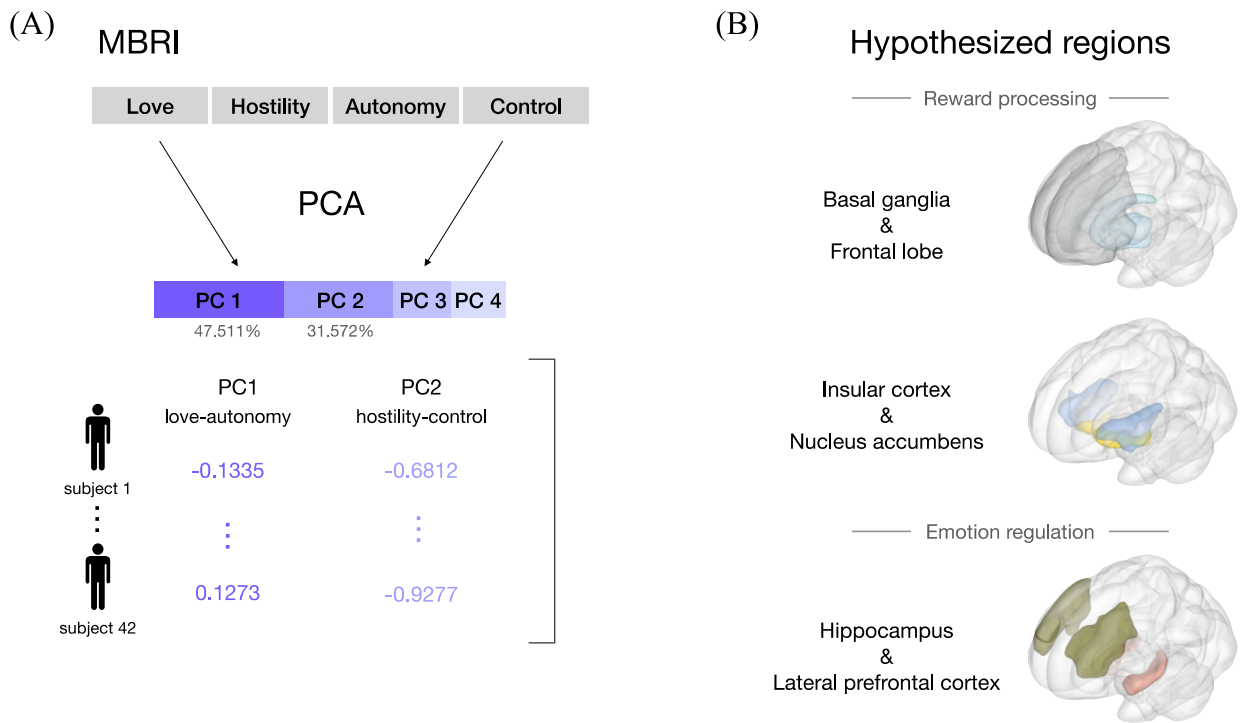 (A)
MBRI
Love Hostility Autonomy Control
PCA
PC 1 PC 2 PC 3 PC 4
47.511% 31.572%
PC1 PC2
love-autonomy hostility-control
-0.1335 -0.6812
subject 1
0.1273 -0.9277
subject 42
(B)
Hypothesized regions
Reward processing
Basal ganglia
&
Frontal lobe
Insular cortex
&
Nucleus accumbens
Emotion regulation
Hippocampus
&
Lateral prefrontal cortex